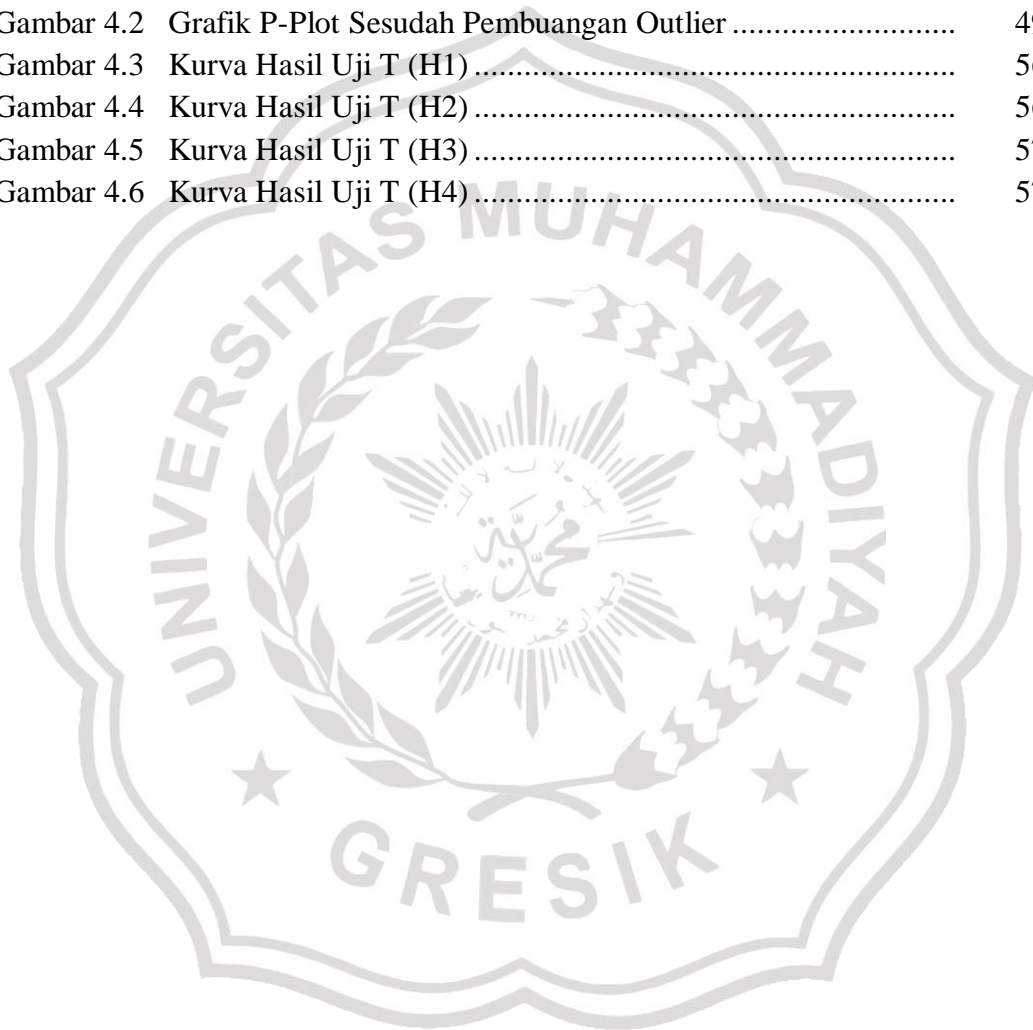 Gambar 4.2 Grafik P-Plot Sesudah Pembuangan Outlier ..........................
Gambar 4.3 Kurva Hasil Uji T (H1) ........................................................
Gambar 4.4 Kurva Hasil Uji T (H2) ........................................................
Gambar 4.5 Kurva Hasil Uji T (H3) ........................................................
Gambar 4.6 Kurva Hasil Uji T (H4) ........................................................
UNIVERSITAS MUHAMMADIYAH
GRESIK